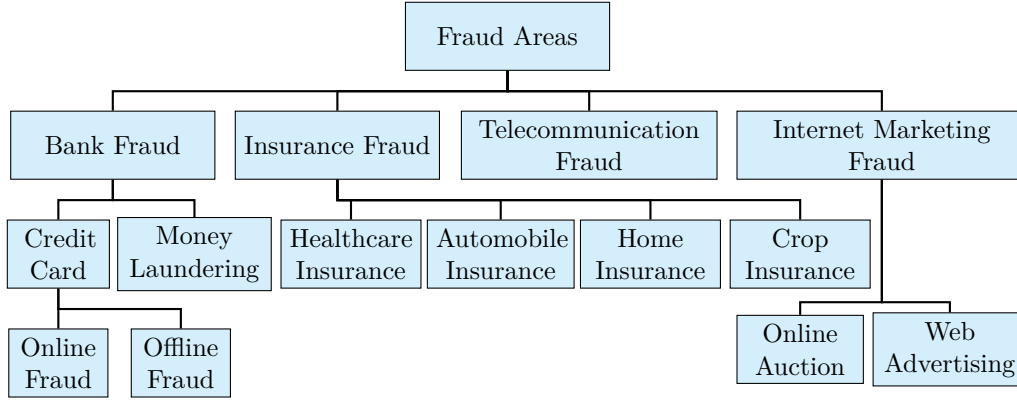 Fraud Areas
Bank Fraud
Insurance Fraud
Telecommunication
Fraud
Internet Marketing
Fraud
Credit
Card
Money
Laundering
Healthcare
Insurance
Automobile
Insurance
Home
Insurance
Crop
Insurance
Online
Fraud
Offline
Fraud
Online
Auction
Web
Advertising